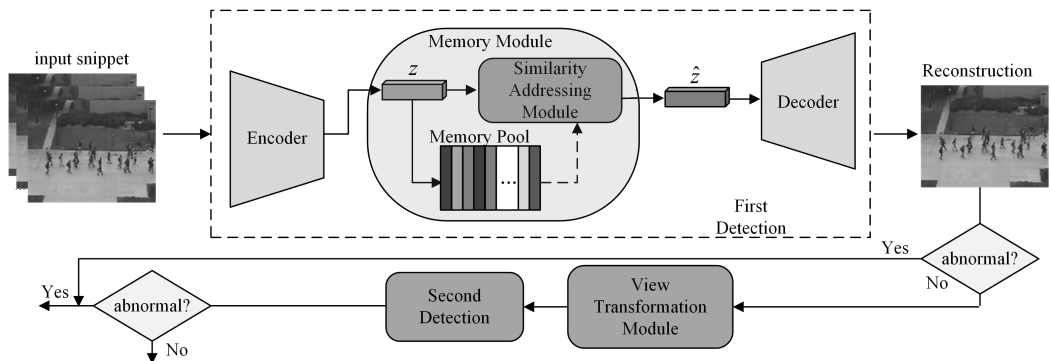 input snippet
Encoder
Memory Module
z
Similarity
Addressing
Module
Memory Pool
...
ẑ
Decoder
First
Detection
Reconstruction
abnormal?
Yes
No
View
Transformation
Module
Second
Detection
abnormal?
Yes
No